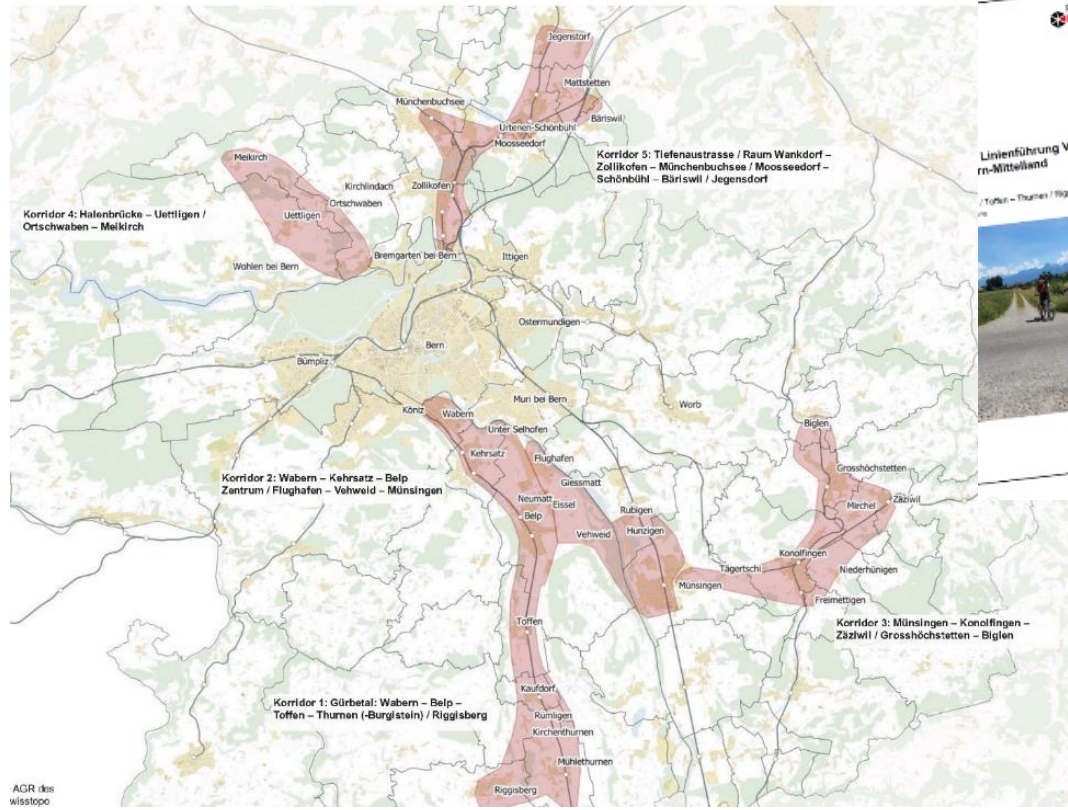 Jegenstorf
Mattstetten
Münchenbuchsee
Bäriswil
Urtenen-Schönbühl
Moosseedorf
Korridor 5: Tiefenaustrasse / Raum Wankdorf –
Zollikofen – Münchenbuchsee / Moosseedorf –
Schönbühl – Bäriswil / Jegensdorf
Linienführung V
rn-Mittelland
/ Toffen – Thurnen / Rigg
Meikirch
Kirchlindach
Zollikofen
Ortschwaben
Uettligen
Korridor 4: Halenbrücke – Uettligen /
Ortschwaben – Meikirch
Bremgarten bei Bern
Ittigen
Wohlen bei Bern
Ostermundigen
Bern
Bümpliz
Muri bei Bern
Worb
Köniz
Wabern
Unter Selhofen
Biglen
Kehrsatz
Flughafen
Grosshöchstetten
Korridor 2: Wabern – Kehrsatz – Belp
Zentrum / Flughafen – Vehweid – Münsingen
Giessmatt
Neumatt
Eissel
Belp
Rubigen
Hunzigen
Mirchel
Zäziwil
Vehweid
Konolfingen
Tägertschi
Niederhünigen
Münsingen
Freimettigen
Korridor 3: Münsingen – Konolfingen –
Zäziwil / Grosshöchstetten – Biglen
Toffen
Kaufdorf
Korridor 1: Gürbetal: Wabern – Belp –
Toffen – Thurnen (-Burgistein) / Riggisberg
Rümligen
Kirchenthurnen
Mühlethurnen
Riggisberg
AGR des
wisstopo